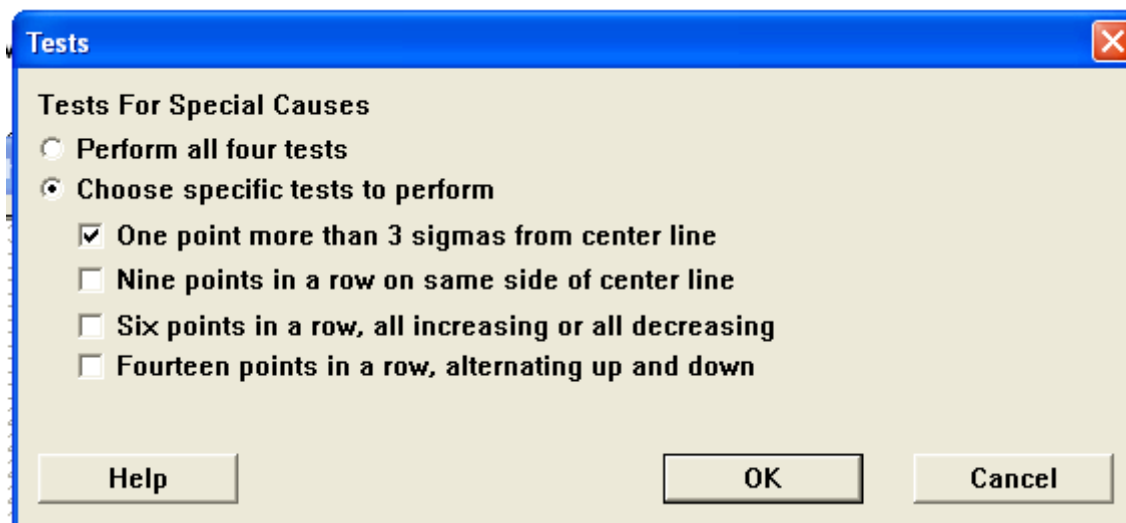 Tests
Tests For Special Causes
Perform all four tests
Choose specific tests to perform
One point more than 3 sigmas from center line
Nine points in a row on same side of center line
Six points in a row, all increasing or all decreasing
Fourteen points in a row, alternating up and down
Help OK Cancel